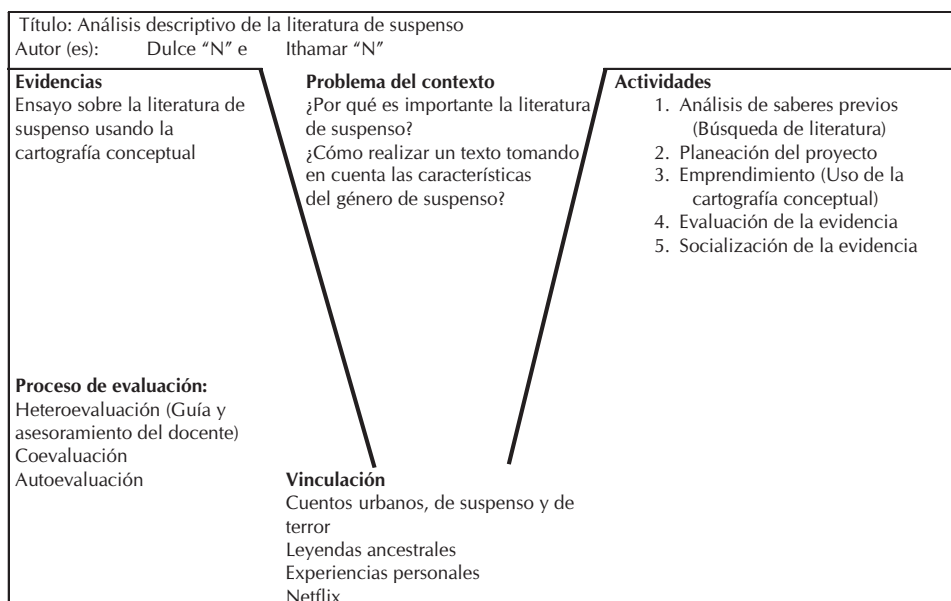 Título: Análisis descriptivo de la literatura de suspenso
Autor (es): Dulce “N” e Ithamar “N”
Evidencias
Ensayo sobre la literatura de
suspenso usando la
cartografía conceptual
Proceso de evaluación:
Heteroevaluación (Guía y
asesoramiento del docente)
Coevaluación
Autoevaluación
Problema del contexto
¿Por qué es importante la literatura
de suspenso?
¿Cómo realizar un texto tomando
en cuenta las características
del género de suspenso?
Vinculación
Cuentos urbanos, de suspenso y de
terror
Leyendas ancestrales
Experiencias personales
Netflix
Actividades
1. Análisis de saberes previos
(Búsqueda de literatura)
2. Planeación del proyecto
3. Emprendimiento (Uso de la
cartografía conceptual)
4. Evaluación de la evidencia
5. Socialización de la evidencia